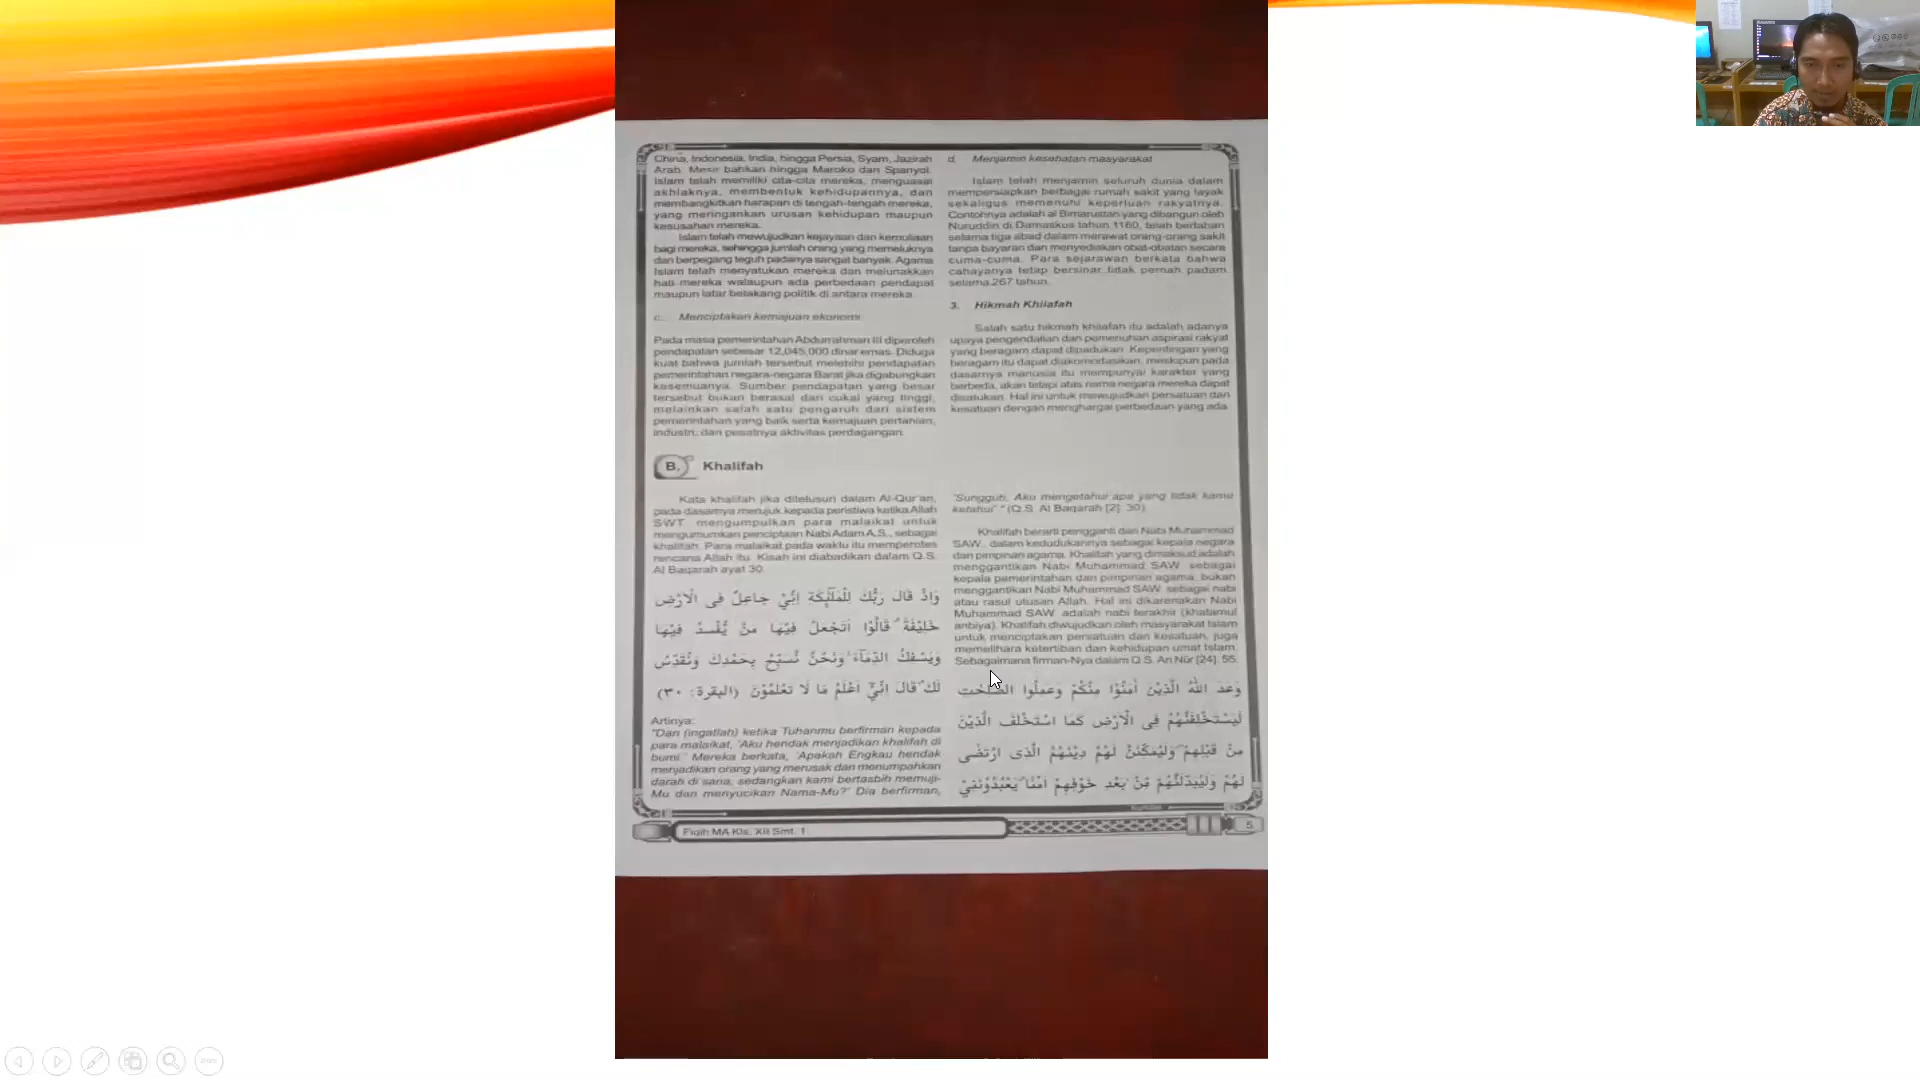 China, Indonesia, India, hingga Persia, Syam, Jazirah
Arab, Mesir bahkan hingga Maroko dan Spanyol.
Islam telah memiliki cita-cita mereka, menguasai
akhlaknya, membentuk kehidupannya, dan
membangkitkan harapan di tengah-tengah mereka,
yang meringankan urusan kehidupan maupun
kesusahan mereka.
Islam telah mewujudkan kejayaan dan kemuliaan
bagi mereka, sehingga jumlah orang yang memeluknya
dan berpegang teguh padanya sangat banyak. Agama
Islam telah menyatukan mereka dan melunakkan
hati mereka walaupun ada perbedaan pendapat
maupun latar belakang politik di antara mereka.
c. Menciptakan kemajuan ekonomi
Pada masa pemerintahan Abdurrahman III diperoleh
pendapatan sebesar 12,045,000 dinar emas. Diduga
kuat bahwa jumlah tersebut melebihi pendapatan
pemerintahan negara-negara Barat jika digabungkan
kesemuanya. Sumber pendapatan yang besar
tersebut bukan berasal dari cukai yang tinggi,
melainkan salah satu pengaruh dari sistem
pemerintahan yang baik serta kemajuan pertanian,
industri, dan pesatnya aktivitas perdagangan.
d. Menjamin kesehatan masyarakat
Islam telah menjamin seluruh dunia dalam
mempersiapkan berbagai rumah sakit yang layak
sekaligus memenuhi keperluan rakyatnya.
Contohnya adalah al Bimarustan yang dibangun oleh
Nuruddin di Damaskus tahun 1160, telah bertahan
selama tiga abad dalam merawat orang-orang sakit
tanpa bayaran dan menyediakan obat-obatan secara
cuma-cuma. Para sejarawan berkata bahwa
cahayanya tetap bersinar tidak pernah padam
selama 267 tahun.
3. Hikmah Khilafah
Salah satu hikmah khilafah itu adalah adanya
upaya pengendalian dan pemenuhan aspirasi rakyat
yang beragam dapat dipadukan. Kepentingan yang
beragam itu dapat diakomodasikan, meskipun pada
dasarnya manusia itu mempunyai karakter yang
berbeda, akan tetapi atas nama negara mereka dapat
disatukan. Hal ini untuk mewujudkan persatuan dan
kesatuan dengan menghargai perbedaan yang ada.
B. Khalifah
Kata khalifah jika ditelusuri dalam Al-Qur'an,
pada dasarnya merujuk kepada peristiwa ketika Allah
SWT. mengumpulkan para malaikat untuk
mengumumkan penciptaan Nabi Adam A.S., sebagai
khalifah. Para malaikat pada waktu itu memperotes
rencana Allah itu. Kisah ini diabadikan dalam Q.S.
Al Baqarah ayat 30.
وَاِذْ قَالَ رَبُّكَ لِلْمَلٰۤىِٕكَةِ اِنِّيْ جَاعِلٌ فِى الْاَرْضِ
خَلِيْفَةً ۗ قَالُوْٓا اَتَجْعَلُ فِيْهَا مَنْ يُّفْسِدُ فِيْهَا
وَيَسْفِكُ الدِّمَاۤءَۚ وَنَحْنُ نُسَبِّحُ بِحَمْدِكَ وَنُقَدِّسُ
لَكَ ۗ قَالَ اِنِّيْٓ اَعْلَمُ مَا لَا تَعْلَمُوْنَ (البقرة : ٣٠)
Artinya:
"Dan (ingatlah) ketika Tuhanmu berfirman kepada
para malaikat, 'Aku hendak menjadikan khalifah di
bumi.' Mereka berkata, 'Apakah Engkau hendak
menjadikan orang yang merusak dan menumpahkan
darah di sana, sedangkan kami bertasbih memuji-
Mu dan menyucikan Nama-Mu?' Dia berfirman,
'Sungguh, Aku mengetahui apa yang tidak kamu
ketahui' " (Q.S. Al Baqarah [2]: 30)
Khalifah berarti pengganti dari Nabi Muhammad
SAW., dalam kedudukannya sebagai kepala negara
dan pimpinan agama. Khalifah yang dimaksud adalah
menggantikan Nabi Muhammad SAW. sebagai
kepala pemerintahan dan pimpinan agama, bukan
menggantikan Nabi Muhammad SAW. sebagai nabi
atau rasul utusan Allah. Hal ini dikarenakan Nabi
Muhammad SAW. adalah nabi terakhir (khatamul
anbiya). Khalifah diwujudkan oleh masyarakat Islam
untuk menciptakan persatuan dan kesatuan, juga
memelihara ketertiban dan kehidupan umat Islam.
Sebagaimana firman-Nya dalam Q.S. An Nūr [24]: 55.
وَعَدَ اللّٰهُ الَّذِيْنَ اٰمَنُوْا مِنْكُمْ وَعَمِلُوا الصّٰلِحٰتِ
لَيَسْتَخْلِفَنَّهُمْ فِى الْاَرْضِ كَمَا اسْتَخْلَفَ الَّذِيْنَ
مِنْ قَبْلِهِمْۖ وَلَيُمَكِّنَنَّ لَهُمْ دِيْنَهُمُ الَّذِى ارْتَضٰى
لَهُمْ وَلَيُبَدِّلَنَّهُمْ مِّنْۢ بَعْدِ خَوْفِهِمْ اَمْنًاۗ يَعْبُدُوْنَنِيْ
Fiqih MA Kls. XII Smt. 1
5